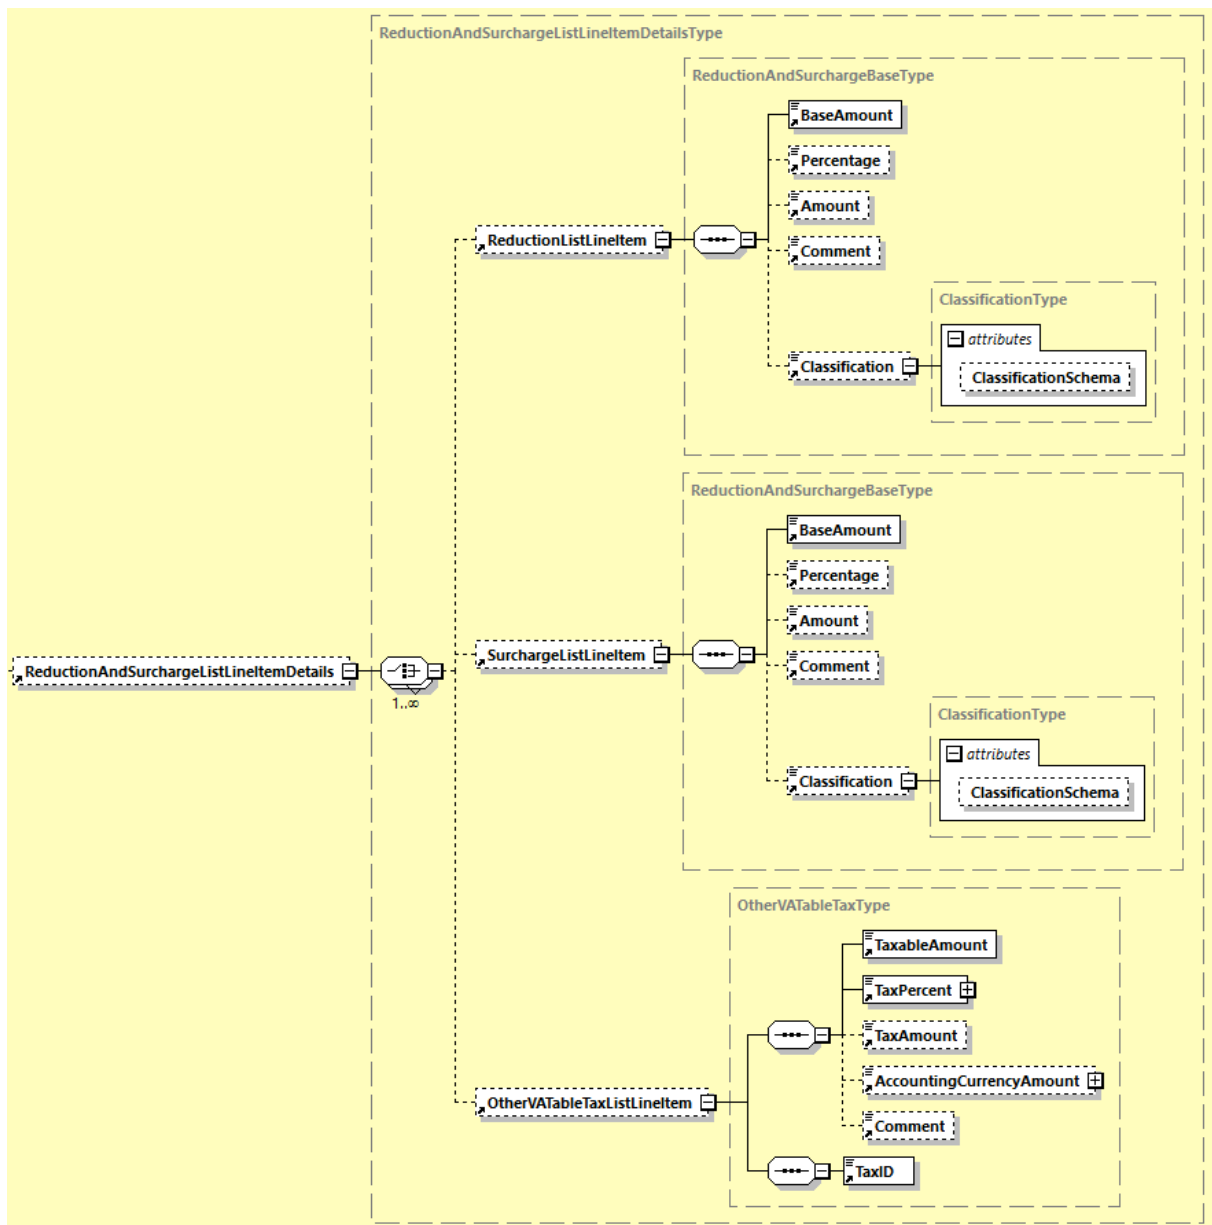 ReductionAndSurchargeListLineItemDetailsType
ReductionAndSurchargeBaseType
BaseAmount
Percentage
Amount
ReductionListLineItem
Comment
ClassificationType
attributes
Classification
ClassificationSchema
ReductionAndSurchargeBaseType
BaseAmount
Percentage
Amount
SurchargeListLineItem
Comment
ReductionAndSurchargeListLineItemDetails
1..∞
ClassificationType
attributes
Classification
ClassificationSchema
OtherVATableTaxType
TaxableAmount
TaxPercent
TaxAmount
AccountingCurrencyAmount
OtherVATableTaxListLineItem
Comment
TaxID